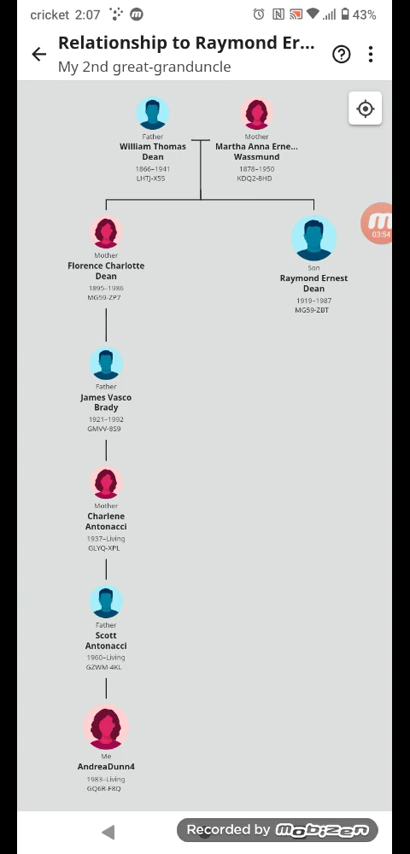 cricket 2:07
43%
Relationship to Raymond Er...
My 2nd great-granduncle
Father
William Thomas
Dean
1866–1941
LHTJ-X5S
Mother
Martha Anna Erne...
Wassmund
1878–1950
KDQ2-8HD
Mother
Florence Charlotte
Dean
1895–1986
MG59-ZP7
Son
Raymond Ernest
Dean
1919–1987
MG59-ZBT
03:54
Father
James Vasco
Brady
1921–1992
GMVV-8S9
Mother
Charlene
Antonacci
1937–Living
GLYQ-XPL
Father
Scott
Antonacci
1960–Living
GZWM-4KL
Me
AndreaDunn4
1983–Living
GQ6R-F8Q
Recorded by mobizen